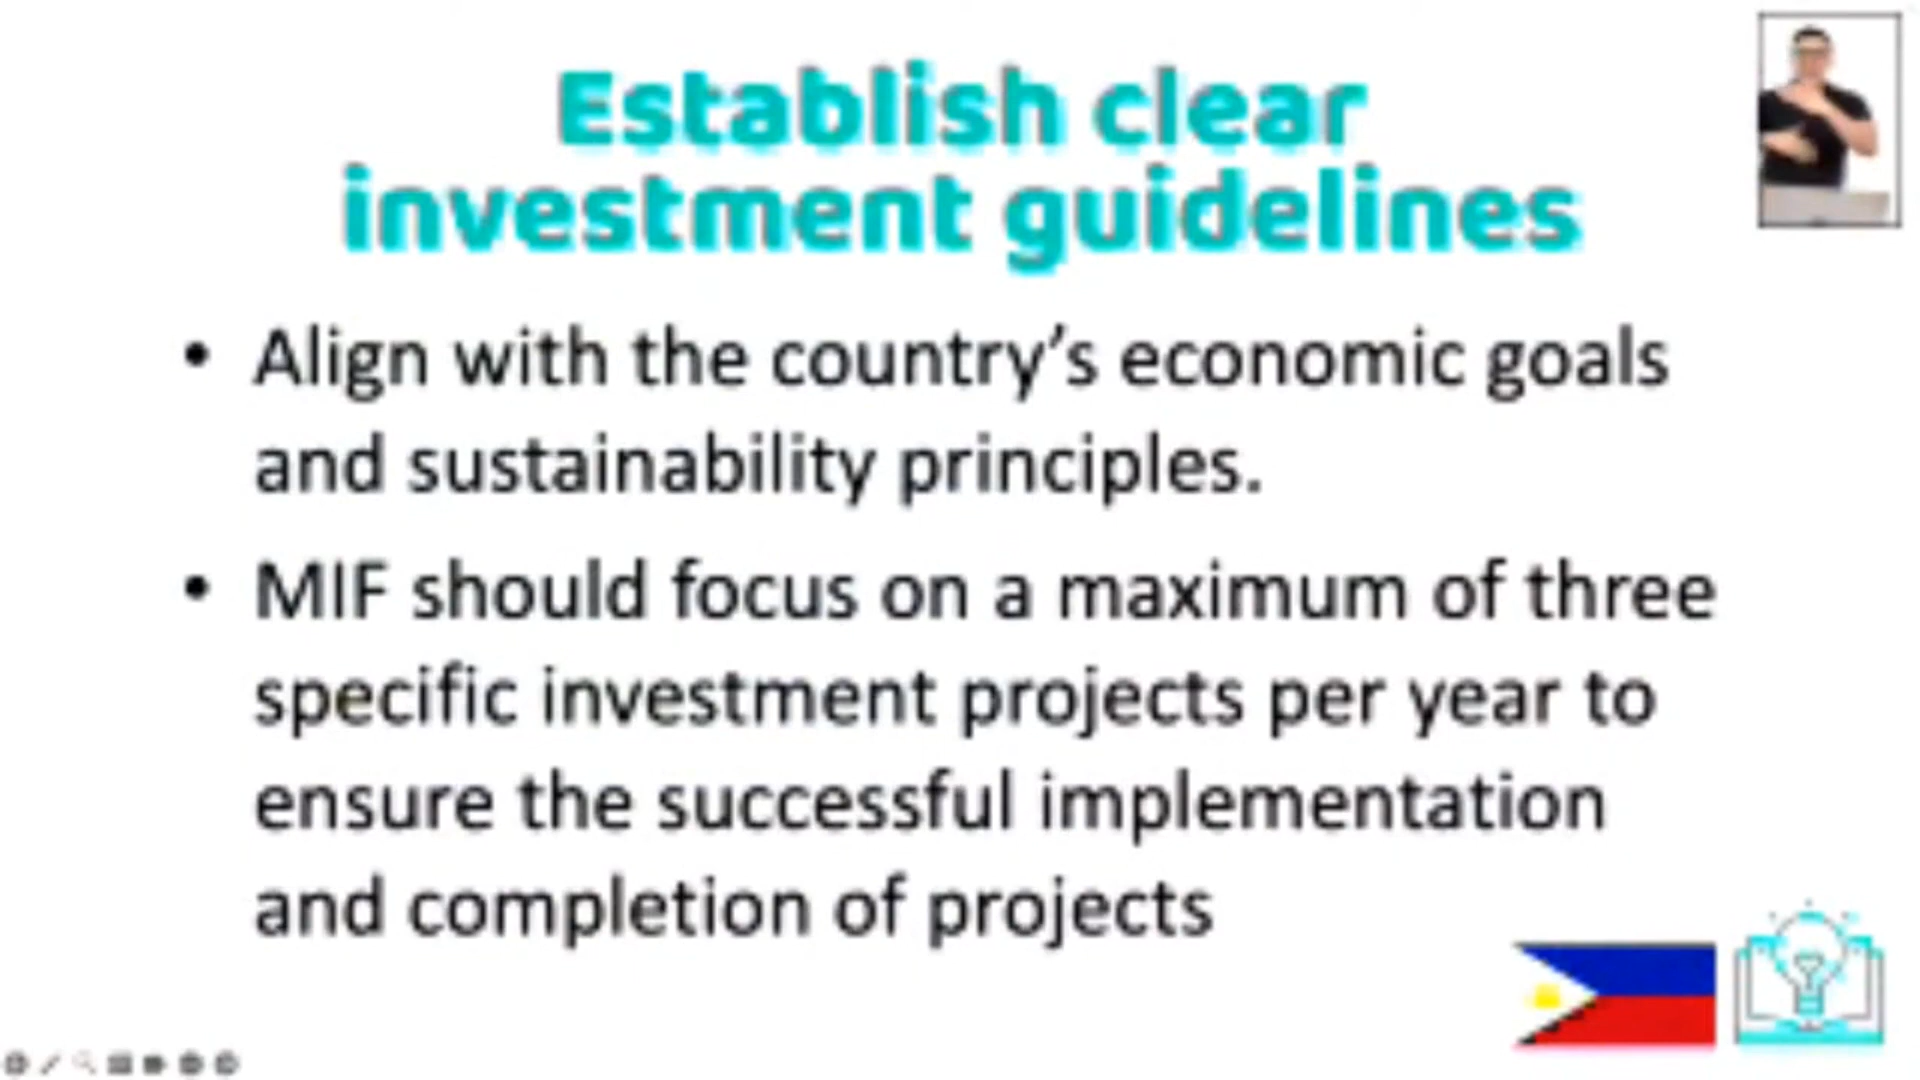 Establish clear
investment guidelines
• Align with the country's economic goals
and sustainability principles.
• MIF should focus on a maximum of three
specific investment projects per year to
ensure the successful implementation
and completion of projects